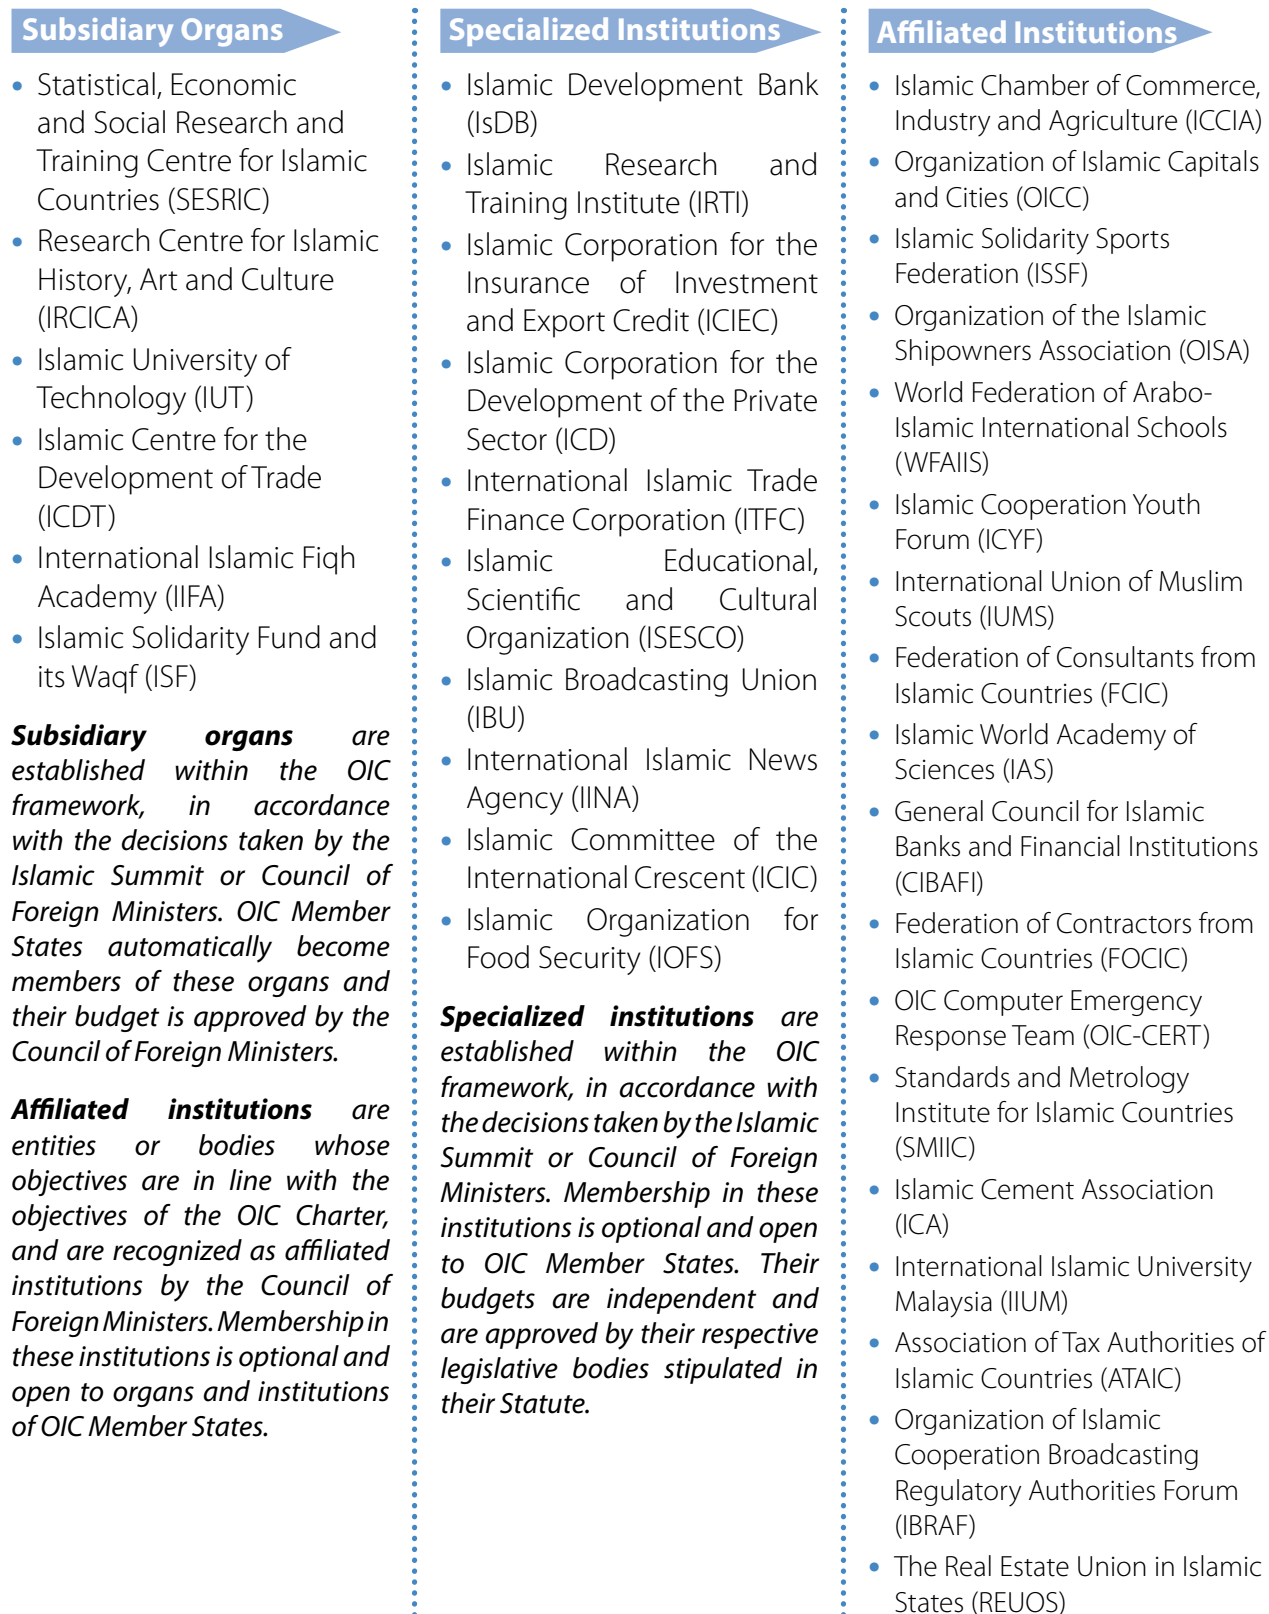 Subsidiary Organs
• Statistical, Economic
and Social Research and
Training Centre for Islamic
Countries (SESRIC)
• Research Centre for Islamic
History, Art and Culture
(IRCICA)
• Islamic University of
Technology (IUT)
• Islamic Centre for the
Development of Trade
(ICDT)
• International Islamic Fiqh
Academy (IIFA)
• Islamic Solidarity Fund and
its Waqf (ISF)
Subsidiary organs are
established within the OIC
framework, in accordance
with the decisions taken by the
Islamic Summit or Council of
Foreign Ministers. OIC Member
States automatically become
members of these organs and
their budget is approved by the
Council of Foreign Ministers.
Affiliated institutions are
entities or bodies whose
objectives are in line with the
objectives of the OIC Charter,
and are recognized as affiliated
institutions by the Council of
Foreign Ministers. Membership in
these institutions is optional and
open to organs and institutions
of OIC Member States.
Specialized Institutions
• Islamic Development Bank
(IsDB)
• Islamic Research and
Training Institute (IRTI)
• Islamic Corporation for the
Insurance of Investment
and Export Credit (ICIEC)
• Islamic Corporation for the
Development of the Private
Sector (ICD)
• International Islamic Trade
Finance Corporation (ITFC)
• Islamic Educational,
Scientific and Cultural
Organization (ISESCO)
• Islamic Broadcasting Union
(IBU)
• International Islamic News
Agency (IINA)
• Islamic Committee of the
International Crescent (ICIC)
• Islamic Organization for
Food Security (IOFS)
Specialized institutions are
established within the OIC
framework, in accordance with
the decisions taken by the Islamic
Summit or Council of Foreign
Ministers. Membership in these
institutions is optional and open
to OIC Member States. Their
budgets are independent and
are approved by their respective
legislative bodies stipulated in
their Statute.
Affiliated Institutions
• Islamic Chamber of Commerce,
Industry and Agriculture (ICCIA)
• Organization of Islamic Capitals
and Cities (OICC)
• Islamic Solidarity Sports
Federation (ISSF)
• Organization of the Islamic
Shipowners Association (OISA)
• World Federation of Arabo-
Islamic International Schools
(WFAIIS)
• Islamic Cooperation Youth
Forum (ICYF)
• International Union of Muslim
Scouts (IUMS)
• Federation of Consultants from
Islamic Countries (FCIC)
• Islamic World Academy of
Sciences (IAS)
• General Council for Islamic
Banks and Financial Institutions
(CIBAFI)
• Federation of Contractors from
Islamic Countries (FOCIC)
• OIC Computer Emergency
Response Team (OIC-CERT)
• Standards and Metrology
Institute for Islamic Countries
(SMIIC)
• Islamic Cement Association
(ICA)
• International Islamic University
Malaysia (IIUM)
• Association of Tax Authorities of
Islamic Countries (ATAIC)
• Organization of Islamic
Cooperation Broadcasting
Regulatory Authorities Forum
(IBRAF)
• The Real Estate Union in Islamic
States (REUOS)